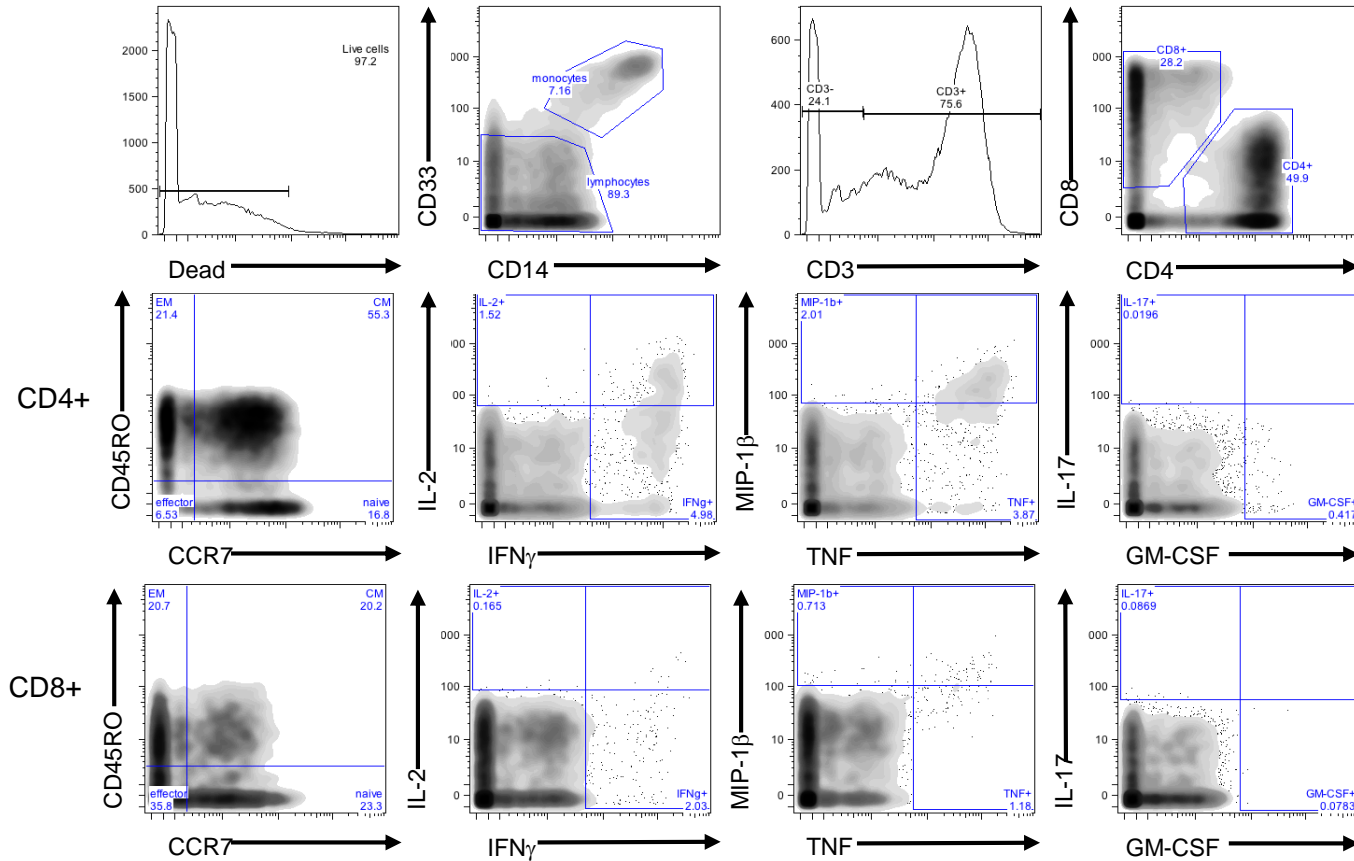 2000
1500
1000
500
0
Live cells
97.2
Dead
CD33
000
100
10
0
monocytes
7.16
lymphocytes
89.3
CD14
600
400
200
0
CD3-
24.1
CD3+
75.6
CD3
CD8
000
100
10
0
CD8+
28.2
CD4+
49.9
CD4
CD4+
CD45RO
EM
21.4
CM
55.3
effector
6.53
naive
16.8
CCR7
IL-2
000
00
10
0
IL-2+
1.52
IFNg+
4.98
IFNγ
MIP-1β
000
100
10
0
MIP-1b+
2.01
TNF+
3.87
TNF
IL-17
000
100
10
0
IL-17+
0.0196
GM-CSF+
0.417
GM-CSF
CD8+
CD45RO
EM
20.7
CM
20.2
effector
35.8
naive
23.3
CCR7
IL-2
000
100
10
0
IL-2+
0.165
IFNg+
2.03
IFNγ
MIP-1β
000
100
10
0
MIP-1b+
0.713
TNF+
1.18
TNF
IL-17
000
100
10
0
IL-17+
0.0869
GM-CSF+
0.0783
GM-CSF